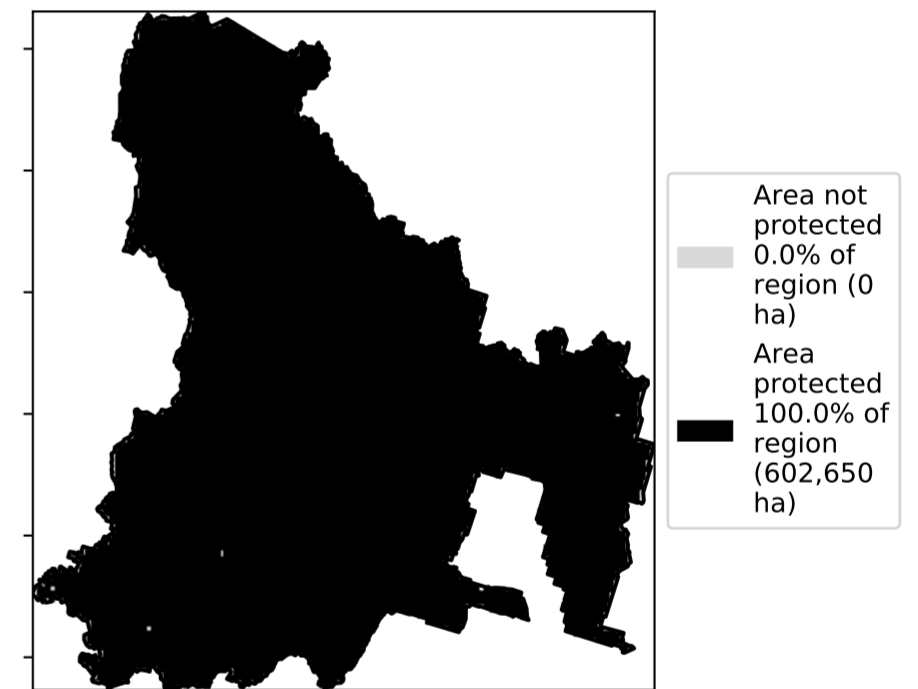 Area not
protected
0.0% of
region (0
ha)
Area
protected
100.0% of
region
(602,650
ha)